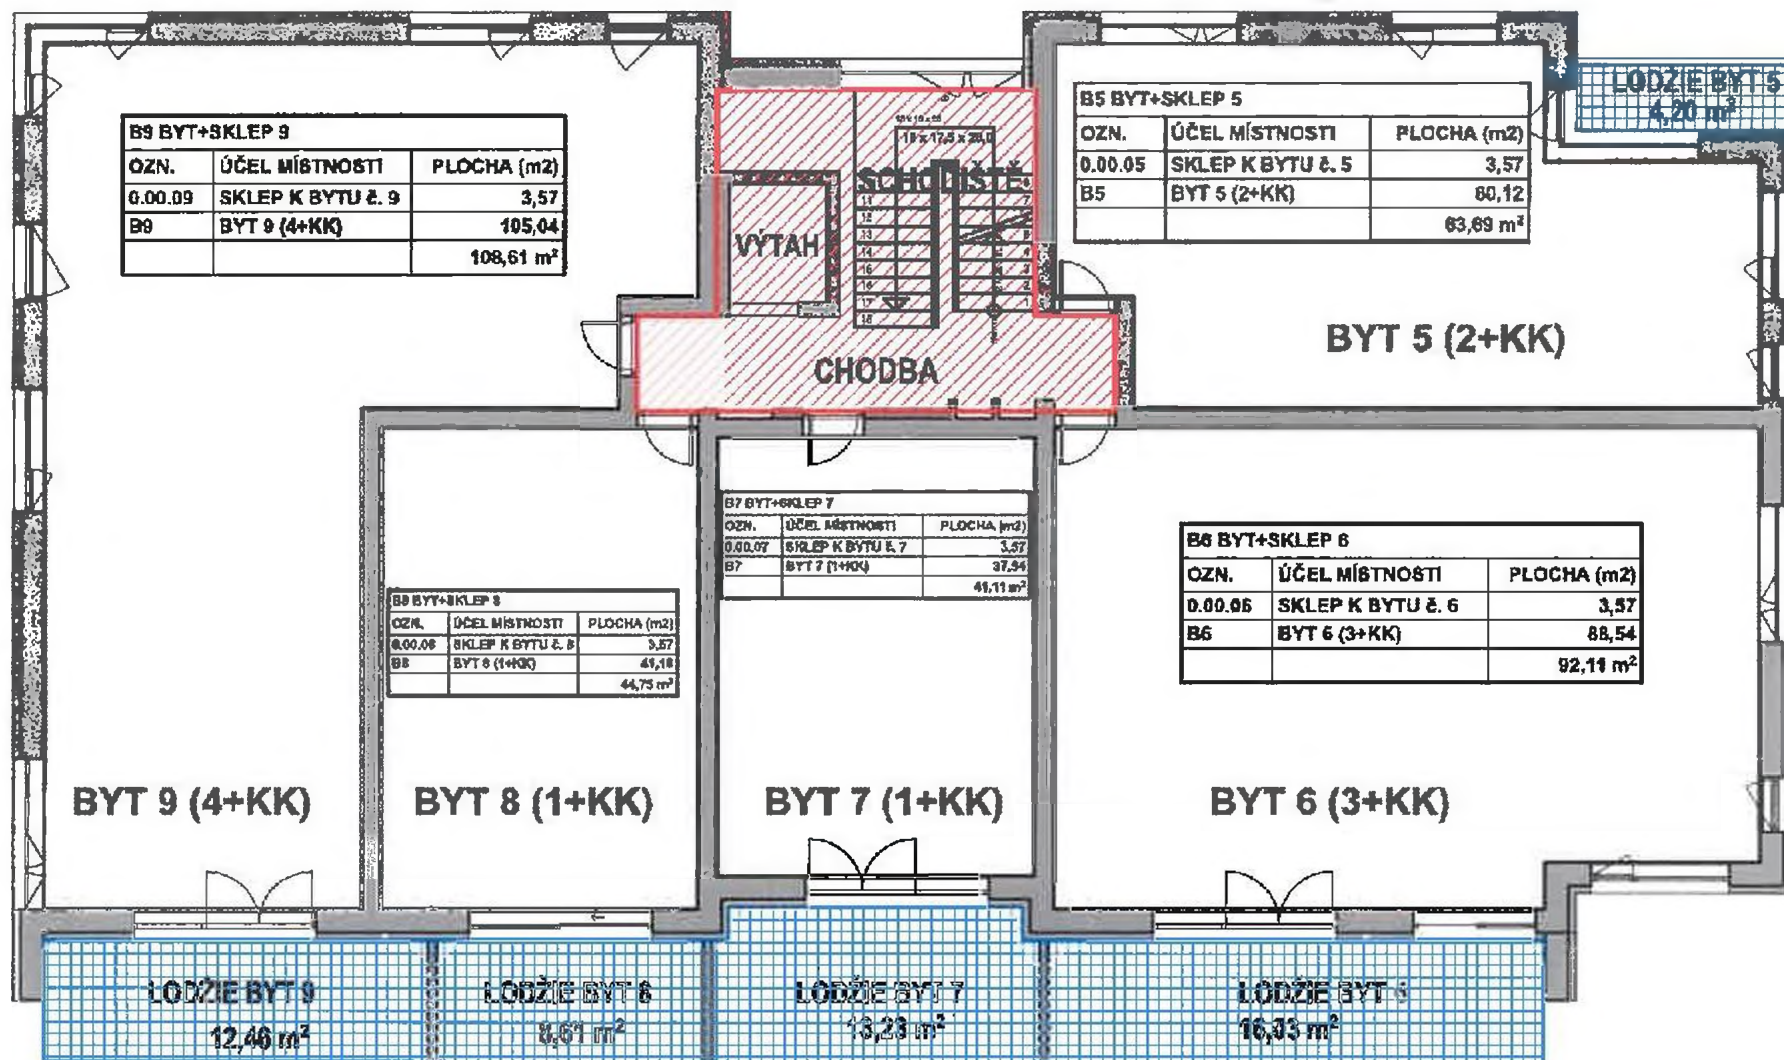 B9 BYT+SKLEP 9
OZN. ÚČEL MÍSTNOSTI PLOCHA (m2)
0.00.09 SKLEP K BYTU č. 9 3,57
B9 BYT 9 (4+KK) 105,04
108,61 m²
18 x 17,5 x 28,0
SCHODIŠTĚ
VÝTAH
CHODBA
B5 BYT+SKLEP 5
OZN. ÚČEL MÍSTNOSTI PLOCHA (m2)
0.00.05 SKLEP K BYTU č. 5 3,57
B5 BYT 5 (2+KK) 60,12
63,69 m²
LODŽIE BYT 5
4,20 m²
BYT 5 (2+KK)
B7 BYT+SKLEP 7
OZN. ÚČEL MÍSTNOSTI PLOCHA (m2)
0.00.07 SKLEP K BYTU č. 7 3,57
B7 BYT 7 (1+KK)
41,11 m²
B6 BYT+SKLEP 6
OZN. ÚČEL MÍSTNOSTI PLOCHA (m2)
0.00.06 SKLEP K BYTU č. 6 3,57
B6 BYT 6 (3+KK) 88,54
92,11 m²
B8 BYT+SKLEP 8
OZN. ÚČEL MÍSTNOSTI PLOCHA (m2)
SKLEP K BYTU č. 8 3,57
B8 BYT 8 (1+KK) 41,18
44,75 m²
BYT 9 (4+KK)
BYT 8 (1+KK)
BYT 7 (1+KK)
BYT 6 (3+KK)
LODŽIE BYT 9
12,46 m²
LODŽIE BYT 8
8,61 m²
LODŽIE BYT 7
13,23 m²
LODŽIE BYT
16,03 m²